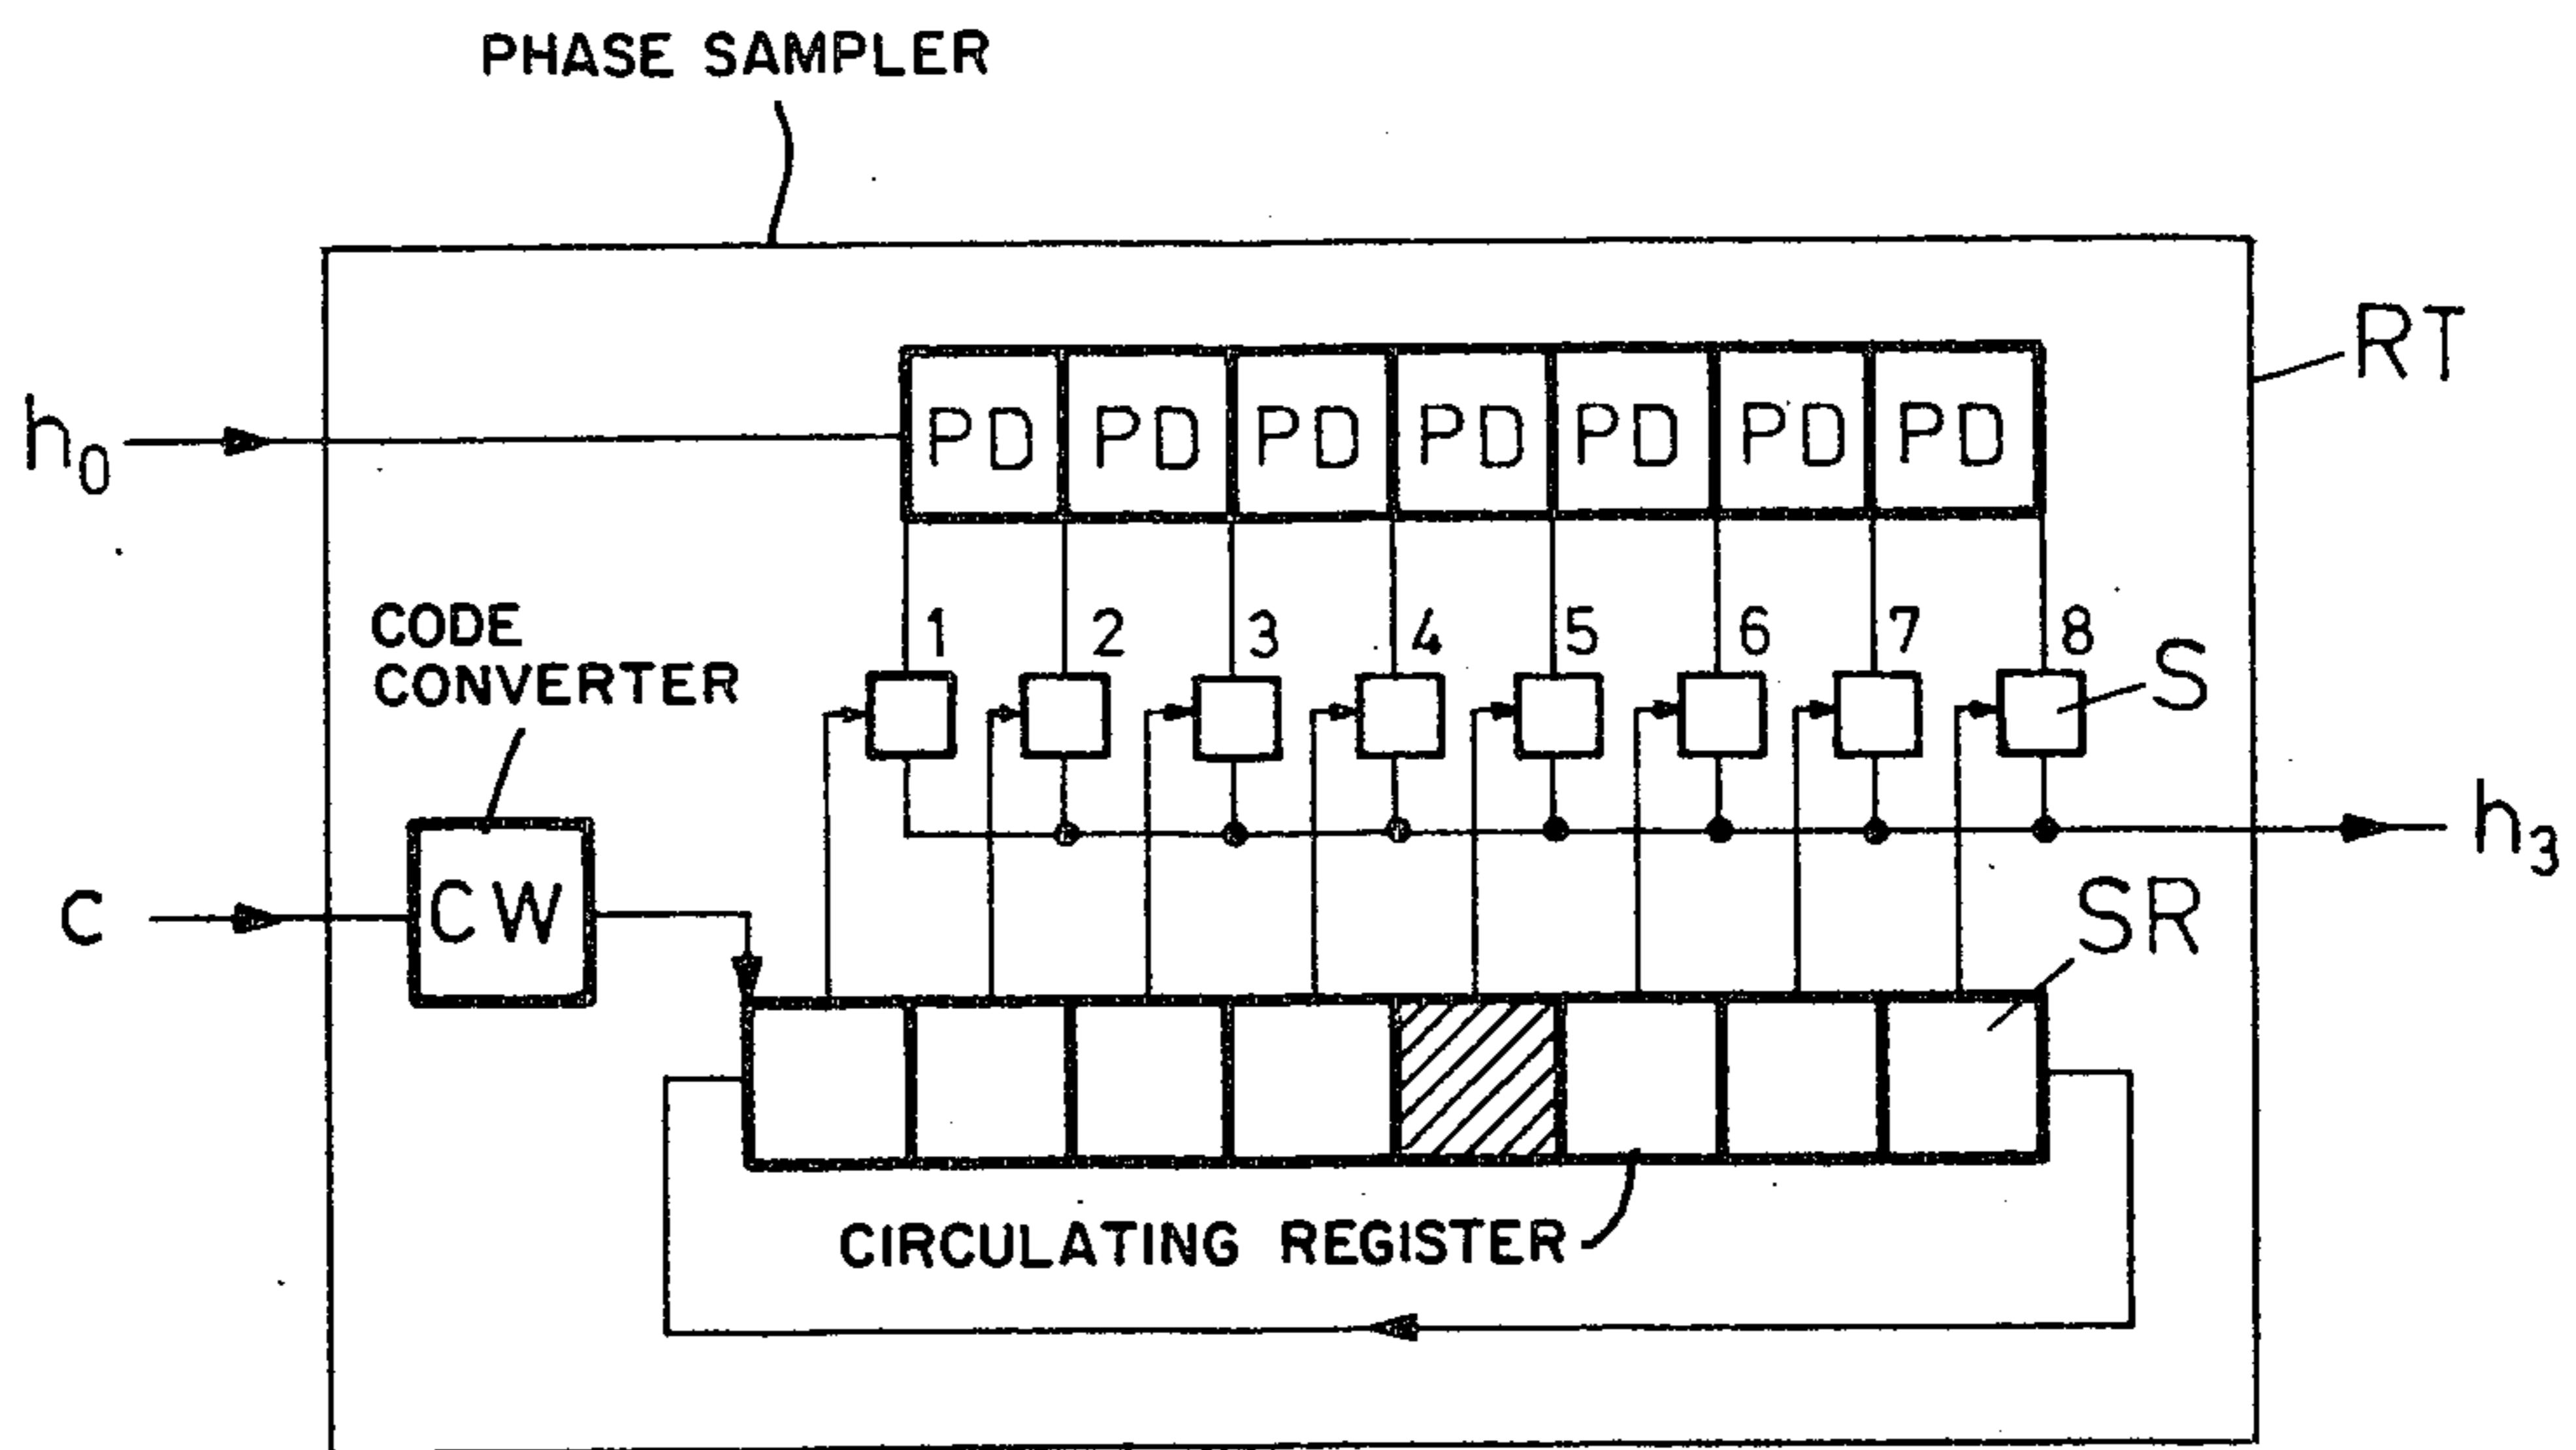 PHASE SAMPLER
RT
h₀
PD PD PD PD PD PD PD
CODE
CONVERTER
1 2 3 4 5 6 7 8
S
h₃
C
CW
SR
CIRCULATING REGISTER